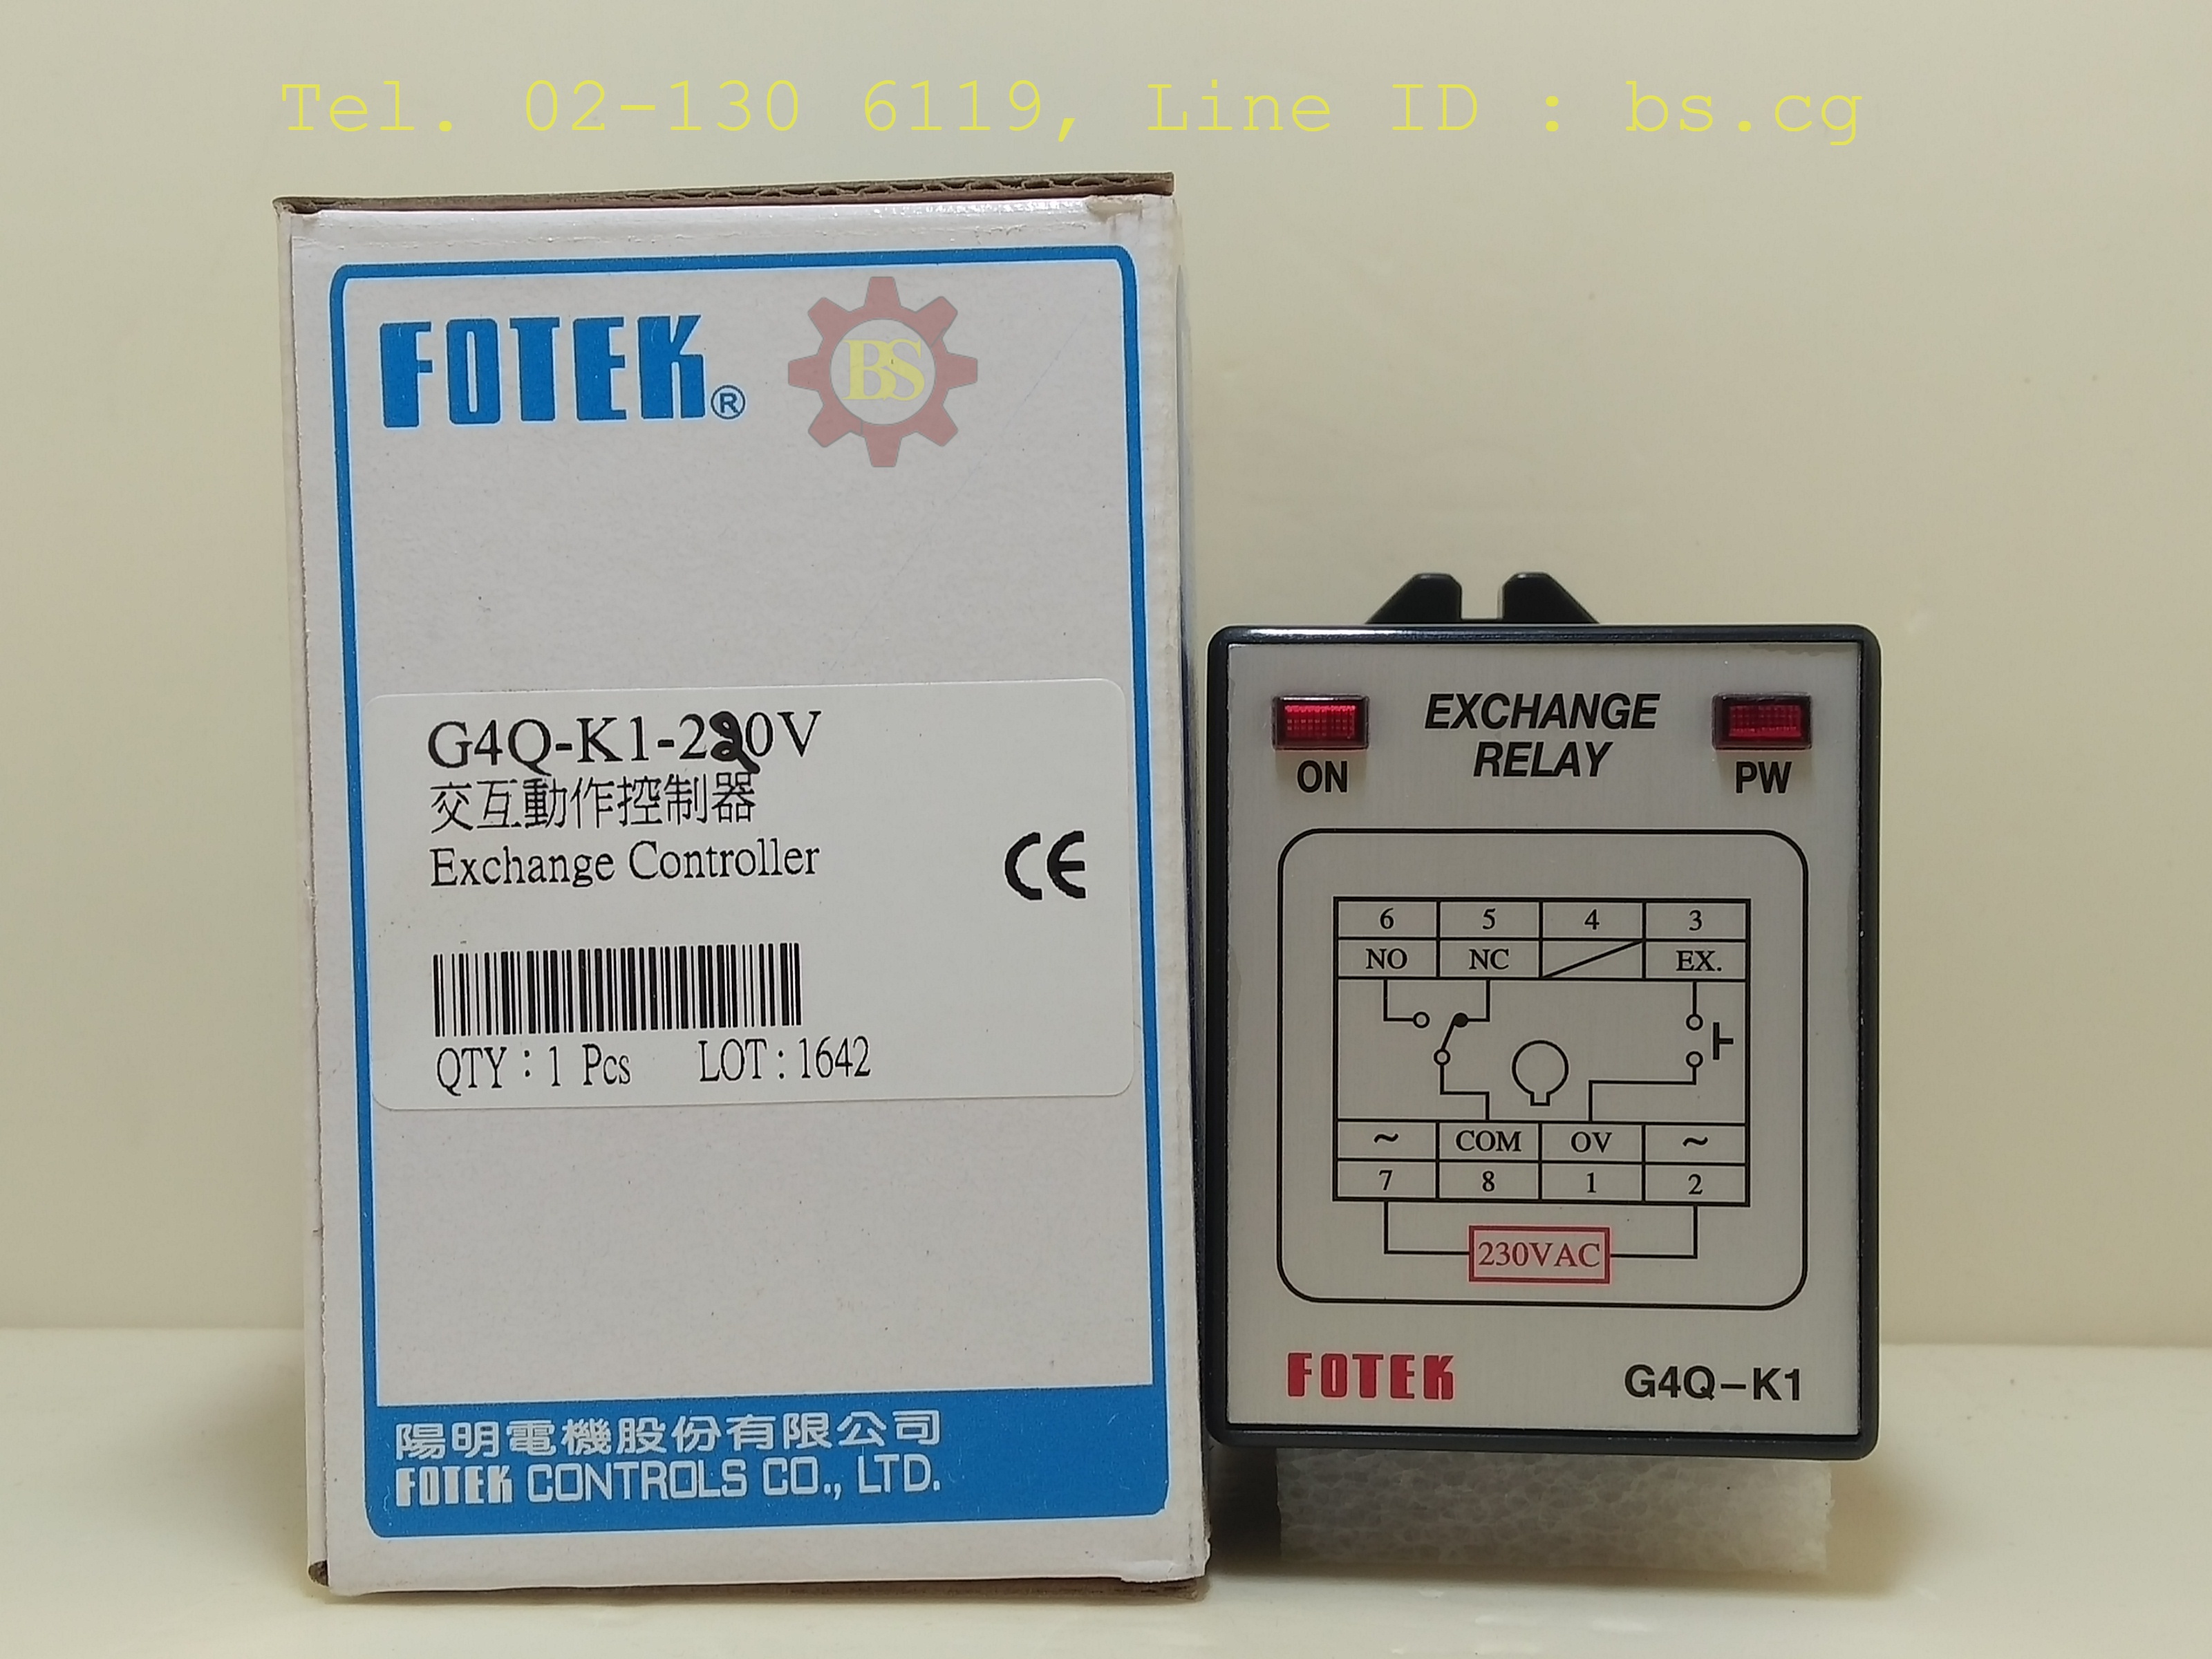 Tel. 02-130 6119, Line ID : bs.cg
FOTEK®
BS
G4Q-K1-220V
交互動作控制器
Exchange Controller
CE
QTY：1 Pcs LOT : 1642
陽明電機股份有限公司
FOTEK CONTROLS CO., LTD.
EXCHANGE
RELAY
ON PW
6 5 4 3
NO NC EX.
~ COM OV ~
7 8 1 2
230VAC
FOTEK G4Q-K1